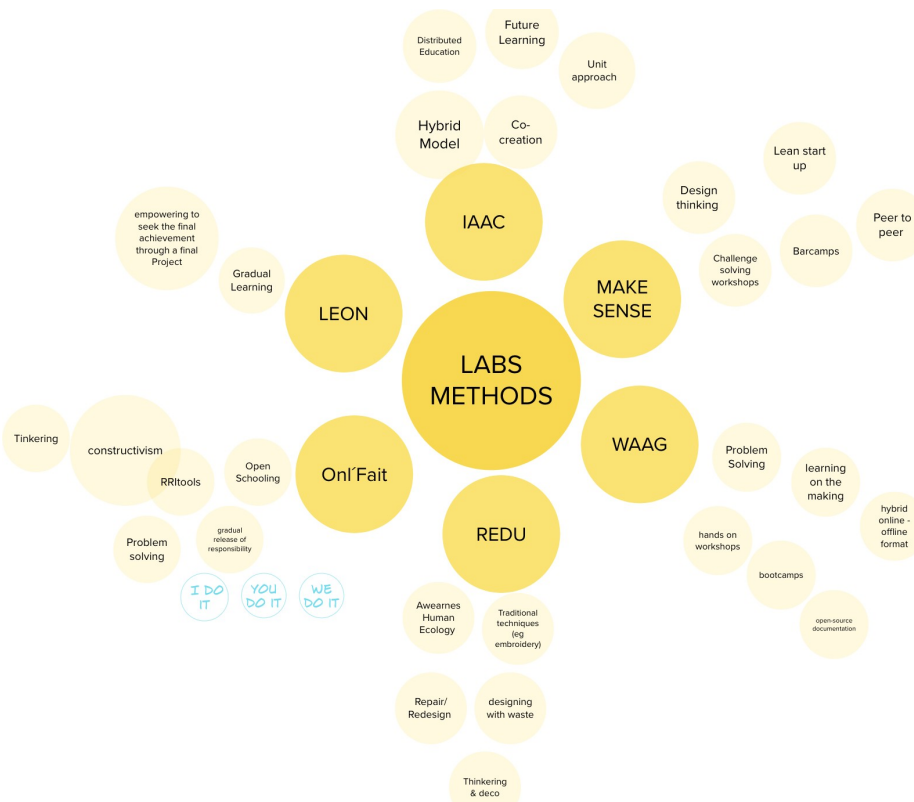 Distributed
Education
Future
Learning
Unit
approach
Hybrid
Model
Co-
creation
IAAC
Lean start
up
Design
thinking
Peer to
peer
Barcamps
Challenge
solving
workshops
MAKE
SENSE
empowering to
seek the final
achievement
through a final
Project
Gradual
Learning
LEON
LABS
METHODS
WAAG
Problem
Solving
learning
on the
making
hybrid
online -
offline
format
hands on
workshops
bootcamps
open-source
documentation
Tinkering
constructivism
RRItools
Open
Schooling
Onl´Fait
Problem
solving
gradual
release of
responsibility
I DO
IT
YOU
DO IT
WE
DO IT
REDU
Awearnes
Human
Ecology
Traditional
techniques
(eg
embroidery)
Repair/
Redesign
designing
with waste
Thinkering
& deco